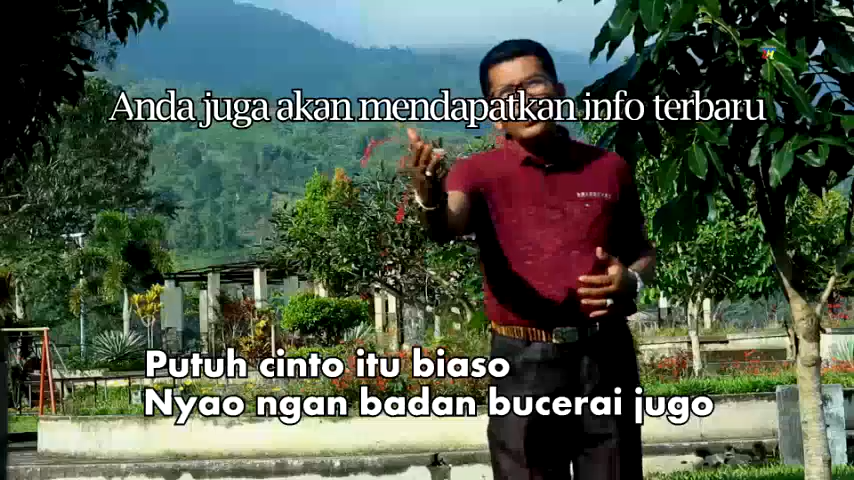 Anda juga akan mendapatkan info terbaru
Putuh cinto itu biaso
Nyao ngan badan bucerai jugo